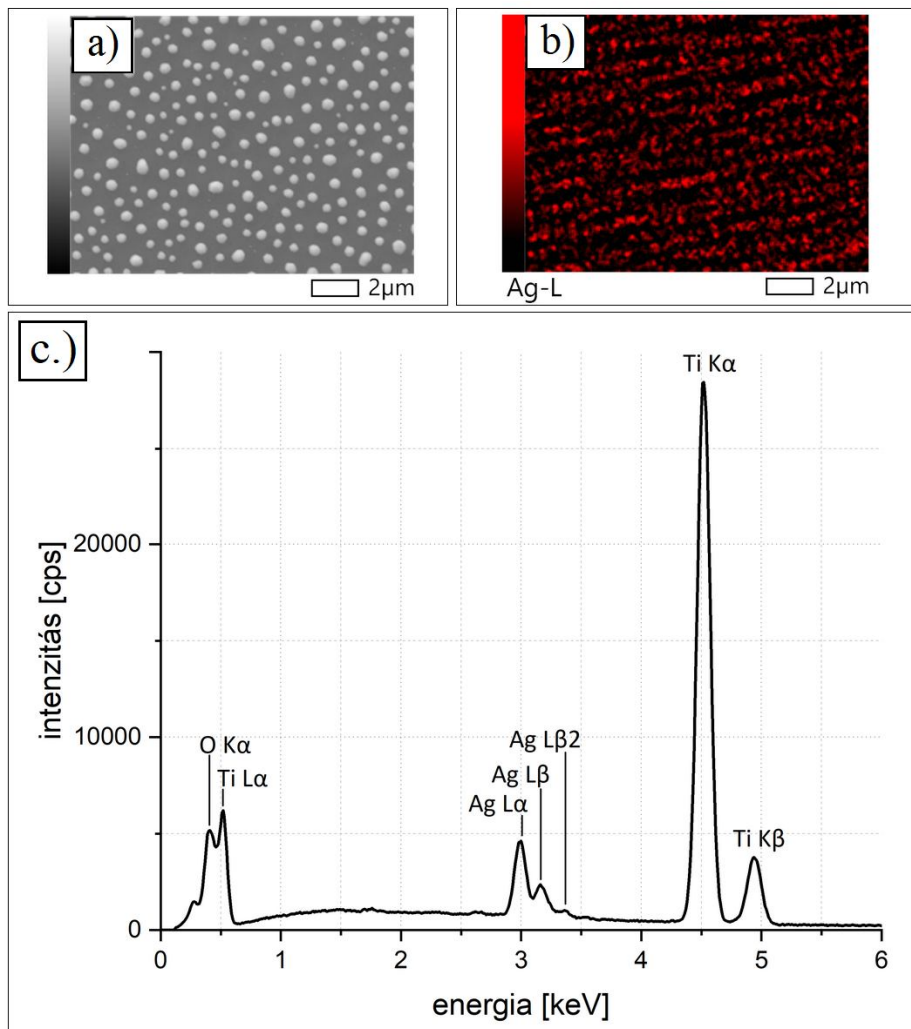 a)
2µm
b)
Ag-L
2µm
c.)
intenzitás [cps]
20000
10000
0
O Kα
Ti Lα
Ag Lβ2
Ag Lβ
Ag Lα
Ti Kα
Ti Kβ
0 1 2 3 4 5 6
energia [keV]